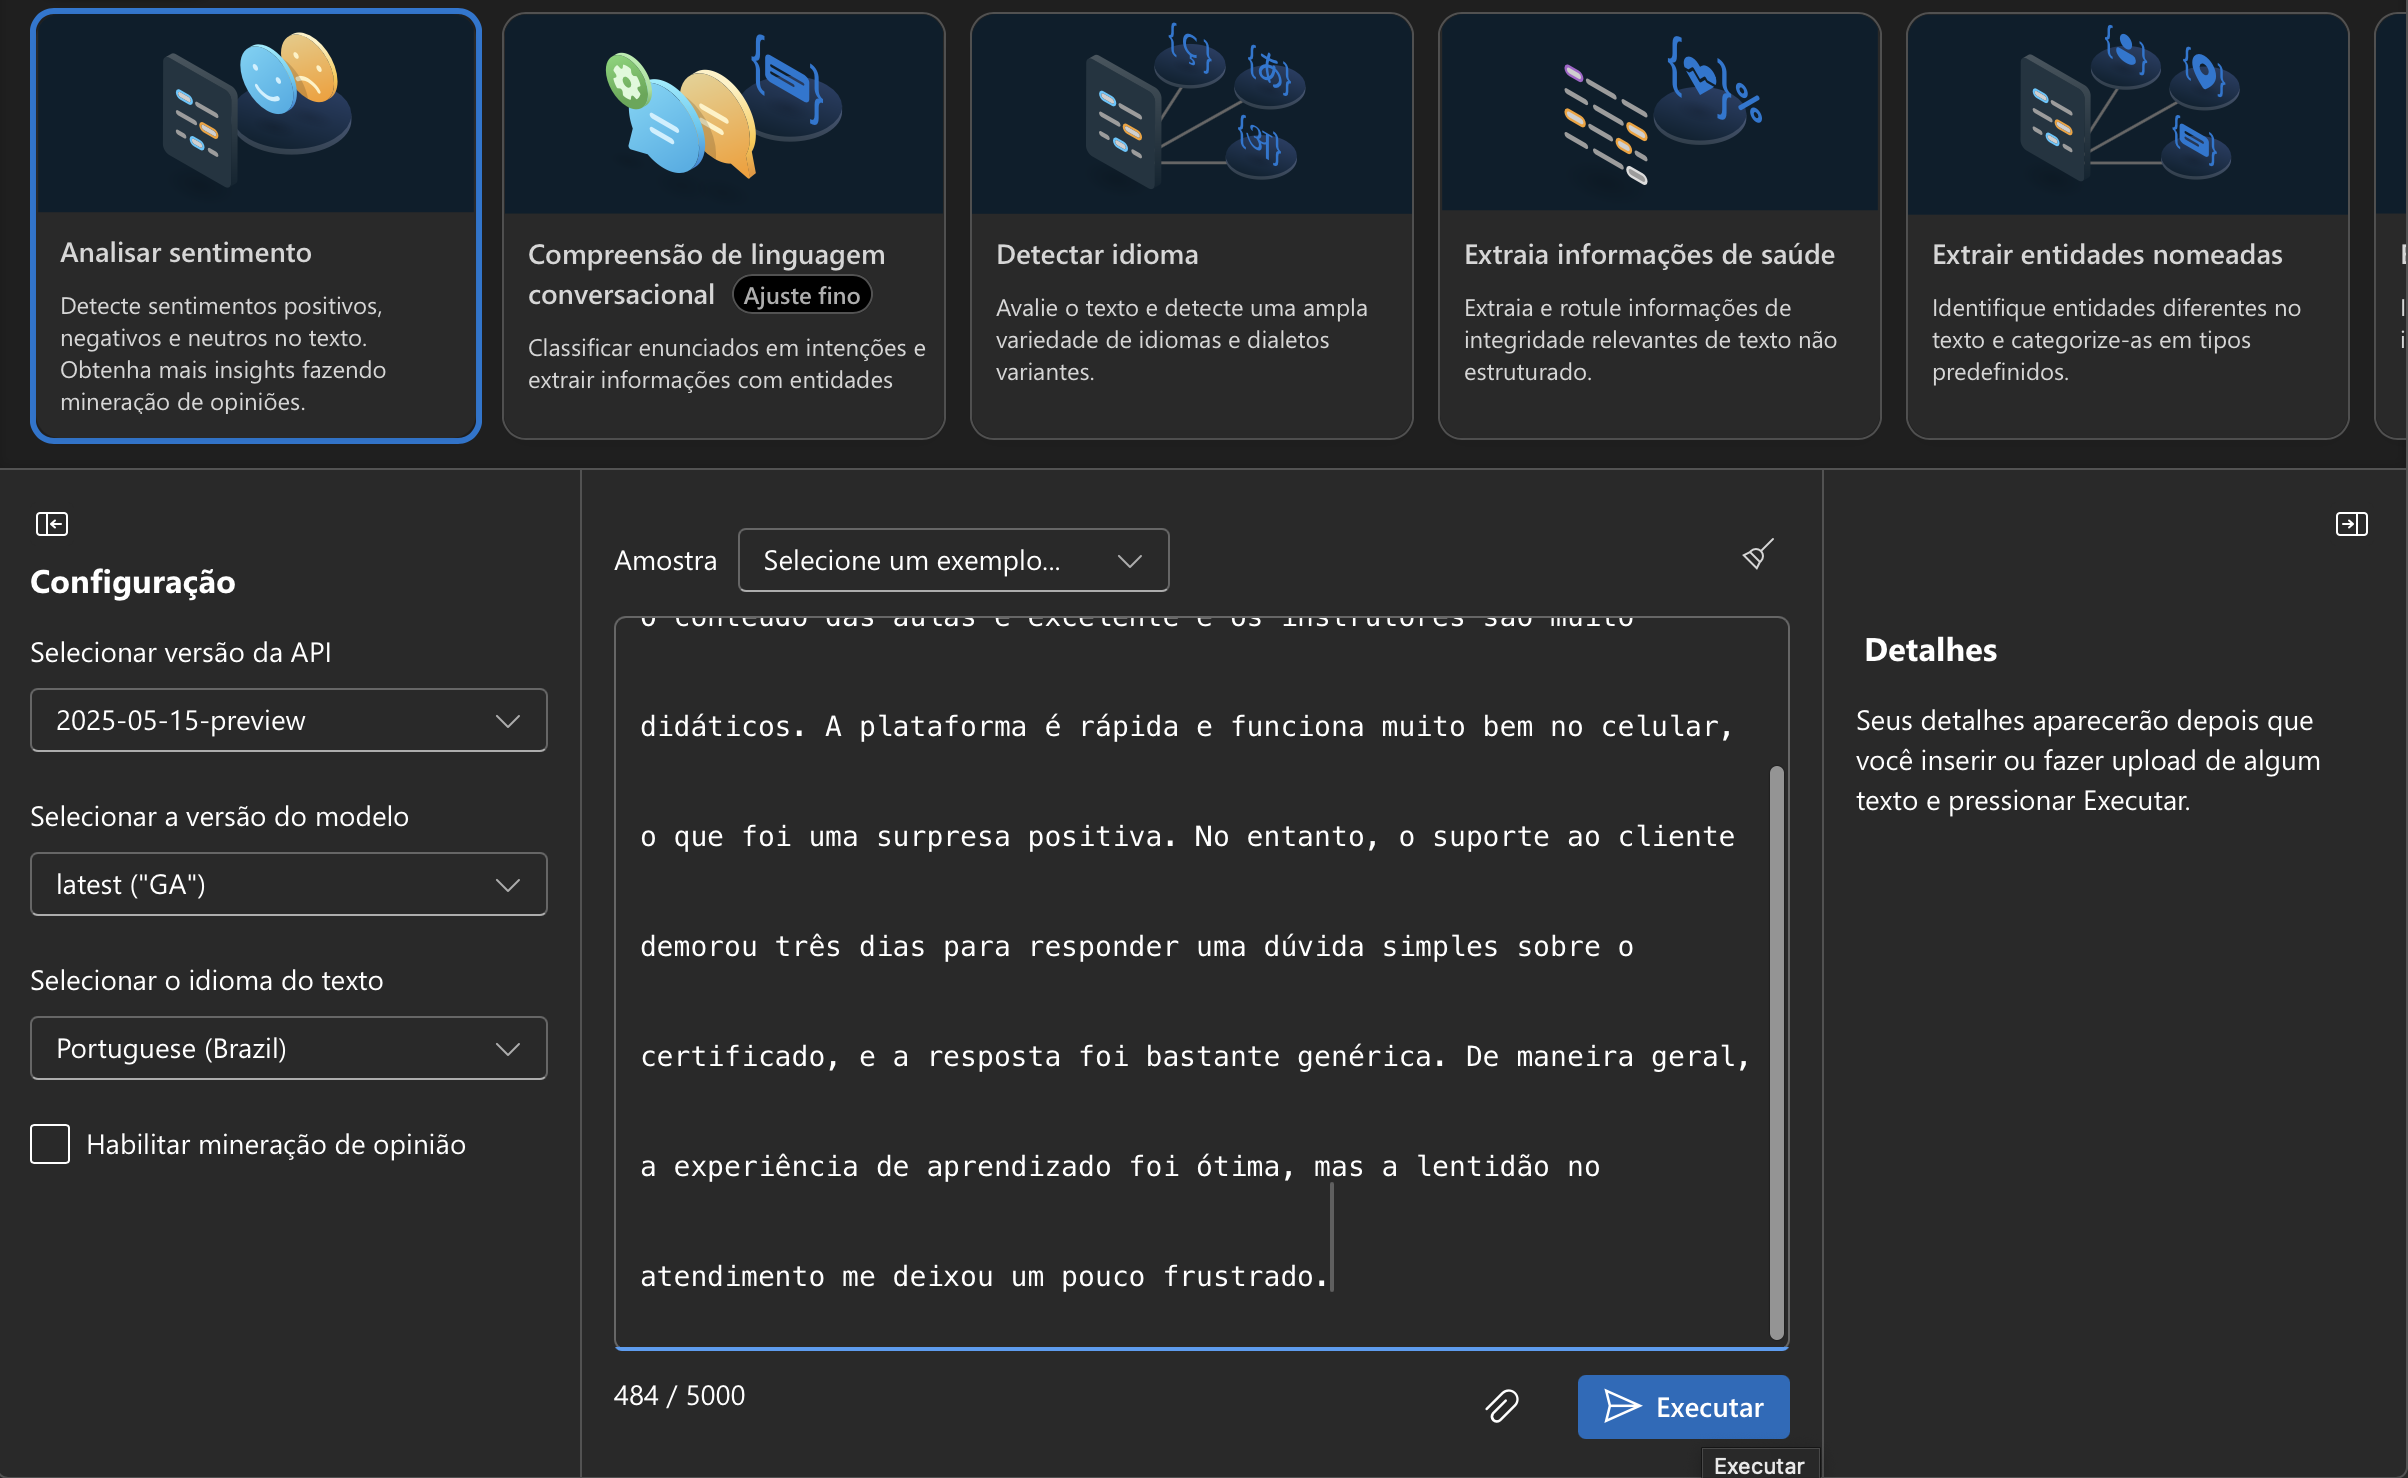 Analisar sentimento
Detecte sentimentos positivos,
negativos e neutros no texto.
Obtenha mais insights fazendo
mineração de opiniões.
Compreensão de linguagem
conversacional Ajuste fino
Classificar enunciados em intenções e
extrair informações com entidades
Detectar idioma
Avalie o texto e detecte uma ampla
variedade de idiomas e dialetos
variantes.
Extraia informações de saúde
Extraia e rotule informações de
integridade relevantes de texto não
estruturado.
Extrair entidades nomeadas
Identifique entidades diferentes no
texto e categorize-as em tipos
predefinidos.
Configuração
Selecionar versão da API
2025-05-15-preview
Selecionar a versão do modelo
latest ("GA")
Selecionar o idioma do texto
Portuguese (Brazil)
Habilitar mineração de opinião
Amostra Selecione um exemplo...
o conteúdo das aulas é excelente e os instrutores são muito
didáticos. A plataforma é rápida e funciona muito bem no celular,
o que foi uma surpresa positiva. No entanto, o suporte ao cliente
demorou três dias para responder uma dúvida simples sobre o
certificado, e a resposta foi bastante genérica. De maneira geral,
a experiência de aprendizado foi ótima, mas a lentidão no
atendimento me deixou um pouco frustrado.
484 / 5000
Executar
Executar
Detalhes
Seus detalhes aparecerão depois que
você inserir ou fazer upload de algum
texto e pressionar Executar.